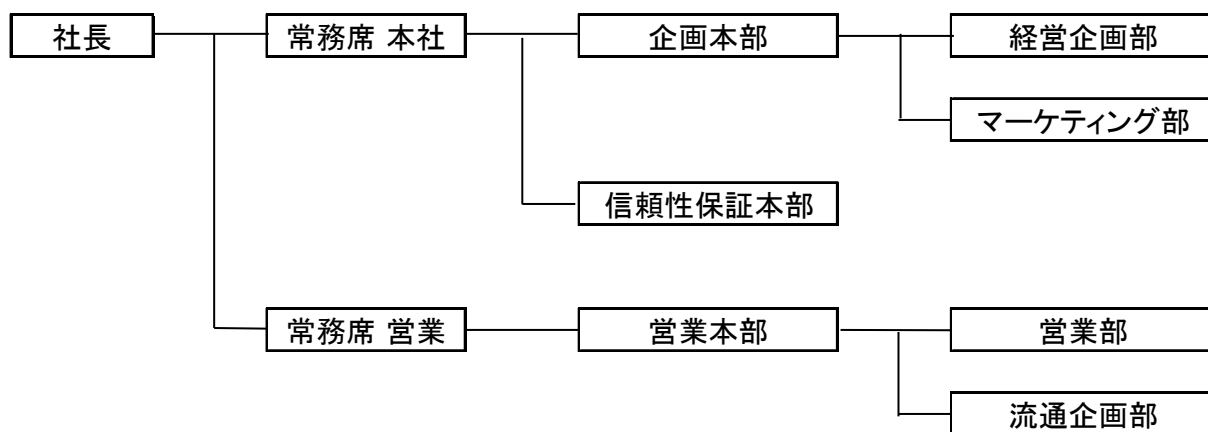 社長
常務席 本社
企画本部
経営企画部
マーケティング部
信頼性保証本部
常務席 営業
営業本部
営業部
流通企画部